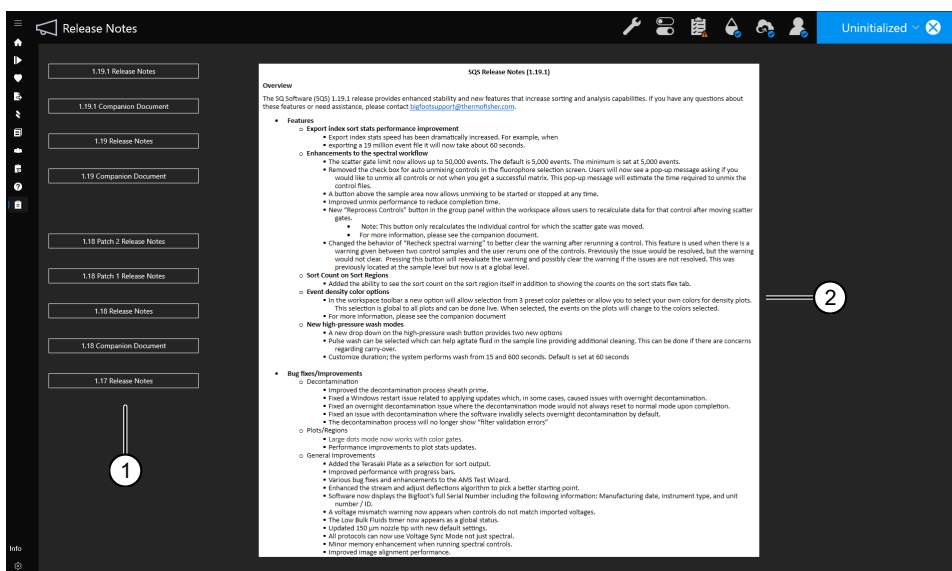 Release Notes
Uninitialized
1.19.1 Release Notes
1.19.1 Companion Document
1.19 Release Notes
1.19 Companion Document
1.18 Patch 2 Release Notes
1.18 Patch 1 Release Notes
1.18 Release Notes
1.18 Companion Document
1.17 Release Notes
1
Info
SQS Release Notes (1.19.1)
Overview
The SQ Software (SQS) 1.19.1 release provides enhanced stability and new features that increase sorting and analysis capabilities. If you have any questions about
these features or need assistance, please contact bigfootsupport@thermofisher.com.
• Features
o Export index sort stats performance improvement
▪ Export index stats speed has been dramatically increased. For example, when
▪ exporting a 19 million event file it will now take about 60 seconds.
o Enhancements to the spectral workflow
▪ The scatter gate limit now allows up to 50,000 events. The default is 5,000 events. The minimum is set at 5,000 events.
▪ Removed the check box for auto unmixing controls in the fluorophore selection screen. Users will now see a pop-up message asking if you
would like to unmix all controls or not when you get a successful matrix. This pop-up message will estimate the time required to unmix the
control files.
▪ A button above the sample area now allows unmixing to be started or stopped at any time.
▪ Improved unmix performance to reduce completion time.
▪ New "Reprocess Controls" button in the group panel within the workspace allows users to recalculate data for that control after moving scatter
gates.
• Note: This button only recalculates the individual control for which the scatter gate was moved.
• For more information, please see the companion document.
▪ Changed the behavior of "Recheck spectral warning" to better clear the warning after rerunning a control. This feature is used when there is a
warning given between two control samples and the user reruns one of the controls. Previously the issue would be resolved, but the warning
would not clear. Pressing this button will reevaluate the warning and possibly clear the warning if the issues are not resolved. This was
previously located at the sample level but now is at a global level.
o Sort Count on Sort Regions
▪ Added the ability to see the sort count on the sort region itself in addition to showing the counts on the sort stats flex tab.
o Event density color options
▪ In the workspace toolbar a new option will allow selection from 3 preset color palettes or allow you to select your own colors for density plots.
This selection is global to all plots and can be done live. When selected, the events on the plots will change to the colors selected.
▪ For more information, please see the companion document
o New high-pressure wash modes
▪ A new drop down on the high-pressure wash button provides two new options
▪ Pulse wash can be selected which can help agitate fluid in the sample line providing additional cleaning. This can be done if there are concerns
regarding carry-over.
▪ Customize duration; the system performs wash from 15 and 600 seconds. Default is set at 60 seconds
• Bug fixes/Improvements
o Decontamination
▪ Improved the decontamination process sheath prime.
▪ Fixed a Windows restart issue related to applying updates which, in some cases, caused issues with overnight decontamination.
▪ Fixed an overnight decontamination issue where the decontamination mode would not always reset to normal mode upon completion.
▪ Fixed an issue with decontamination where the software invalidly selects overnight decontamination by default.
▪ The decontamination process will no longer show "filter validation errors"
o Plots/Regions
▪ Large dots mode now works with color gates.
▪ Performance improvements to plot stats updates.
o General Improvements
▪ Added the Terasaki Plate as a selection for sort output.
▪ Improved performance with progress bars.
▪ Various bug fixes and enhancements to the AMS Test Wizard.
▪ Enhanced the stream and adjust deflections algorithm to pick a better starting point.
▪ Software now displays the Bigfoot's full Serial Number including the following information: Manufacturing date, instrument type, and unit
number / ID.
▪ A voltage mismatch warning now appears when controls do not match imported voltages.
▪ The Low Bulk Fluids timer now appears as a global status.
▪ Updated 150 µm nozzle tip with new default settings.
▪ All protocols can now use Voltage Sync Mode not just spectral.
▪ Minor memory enhancement when running spectral controls.
▪ Improved image alignment performance.
2